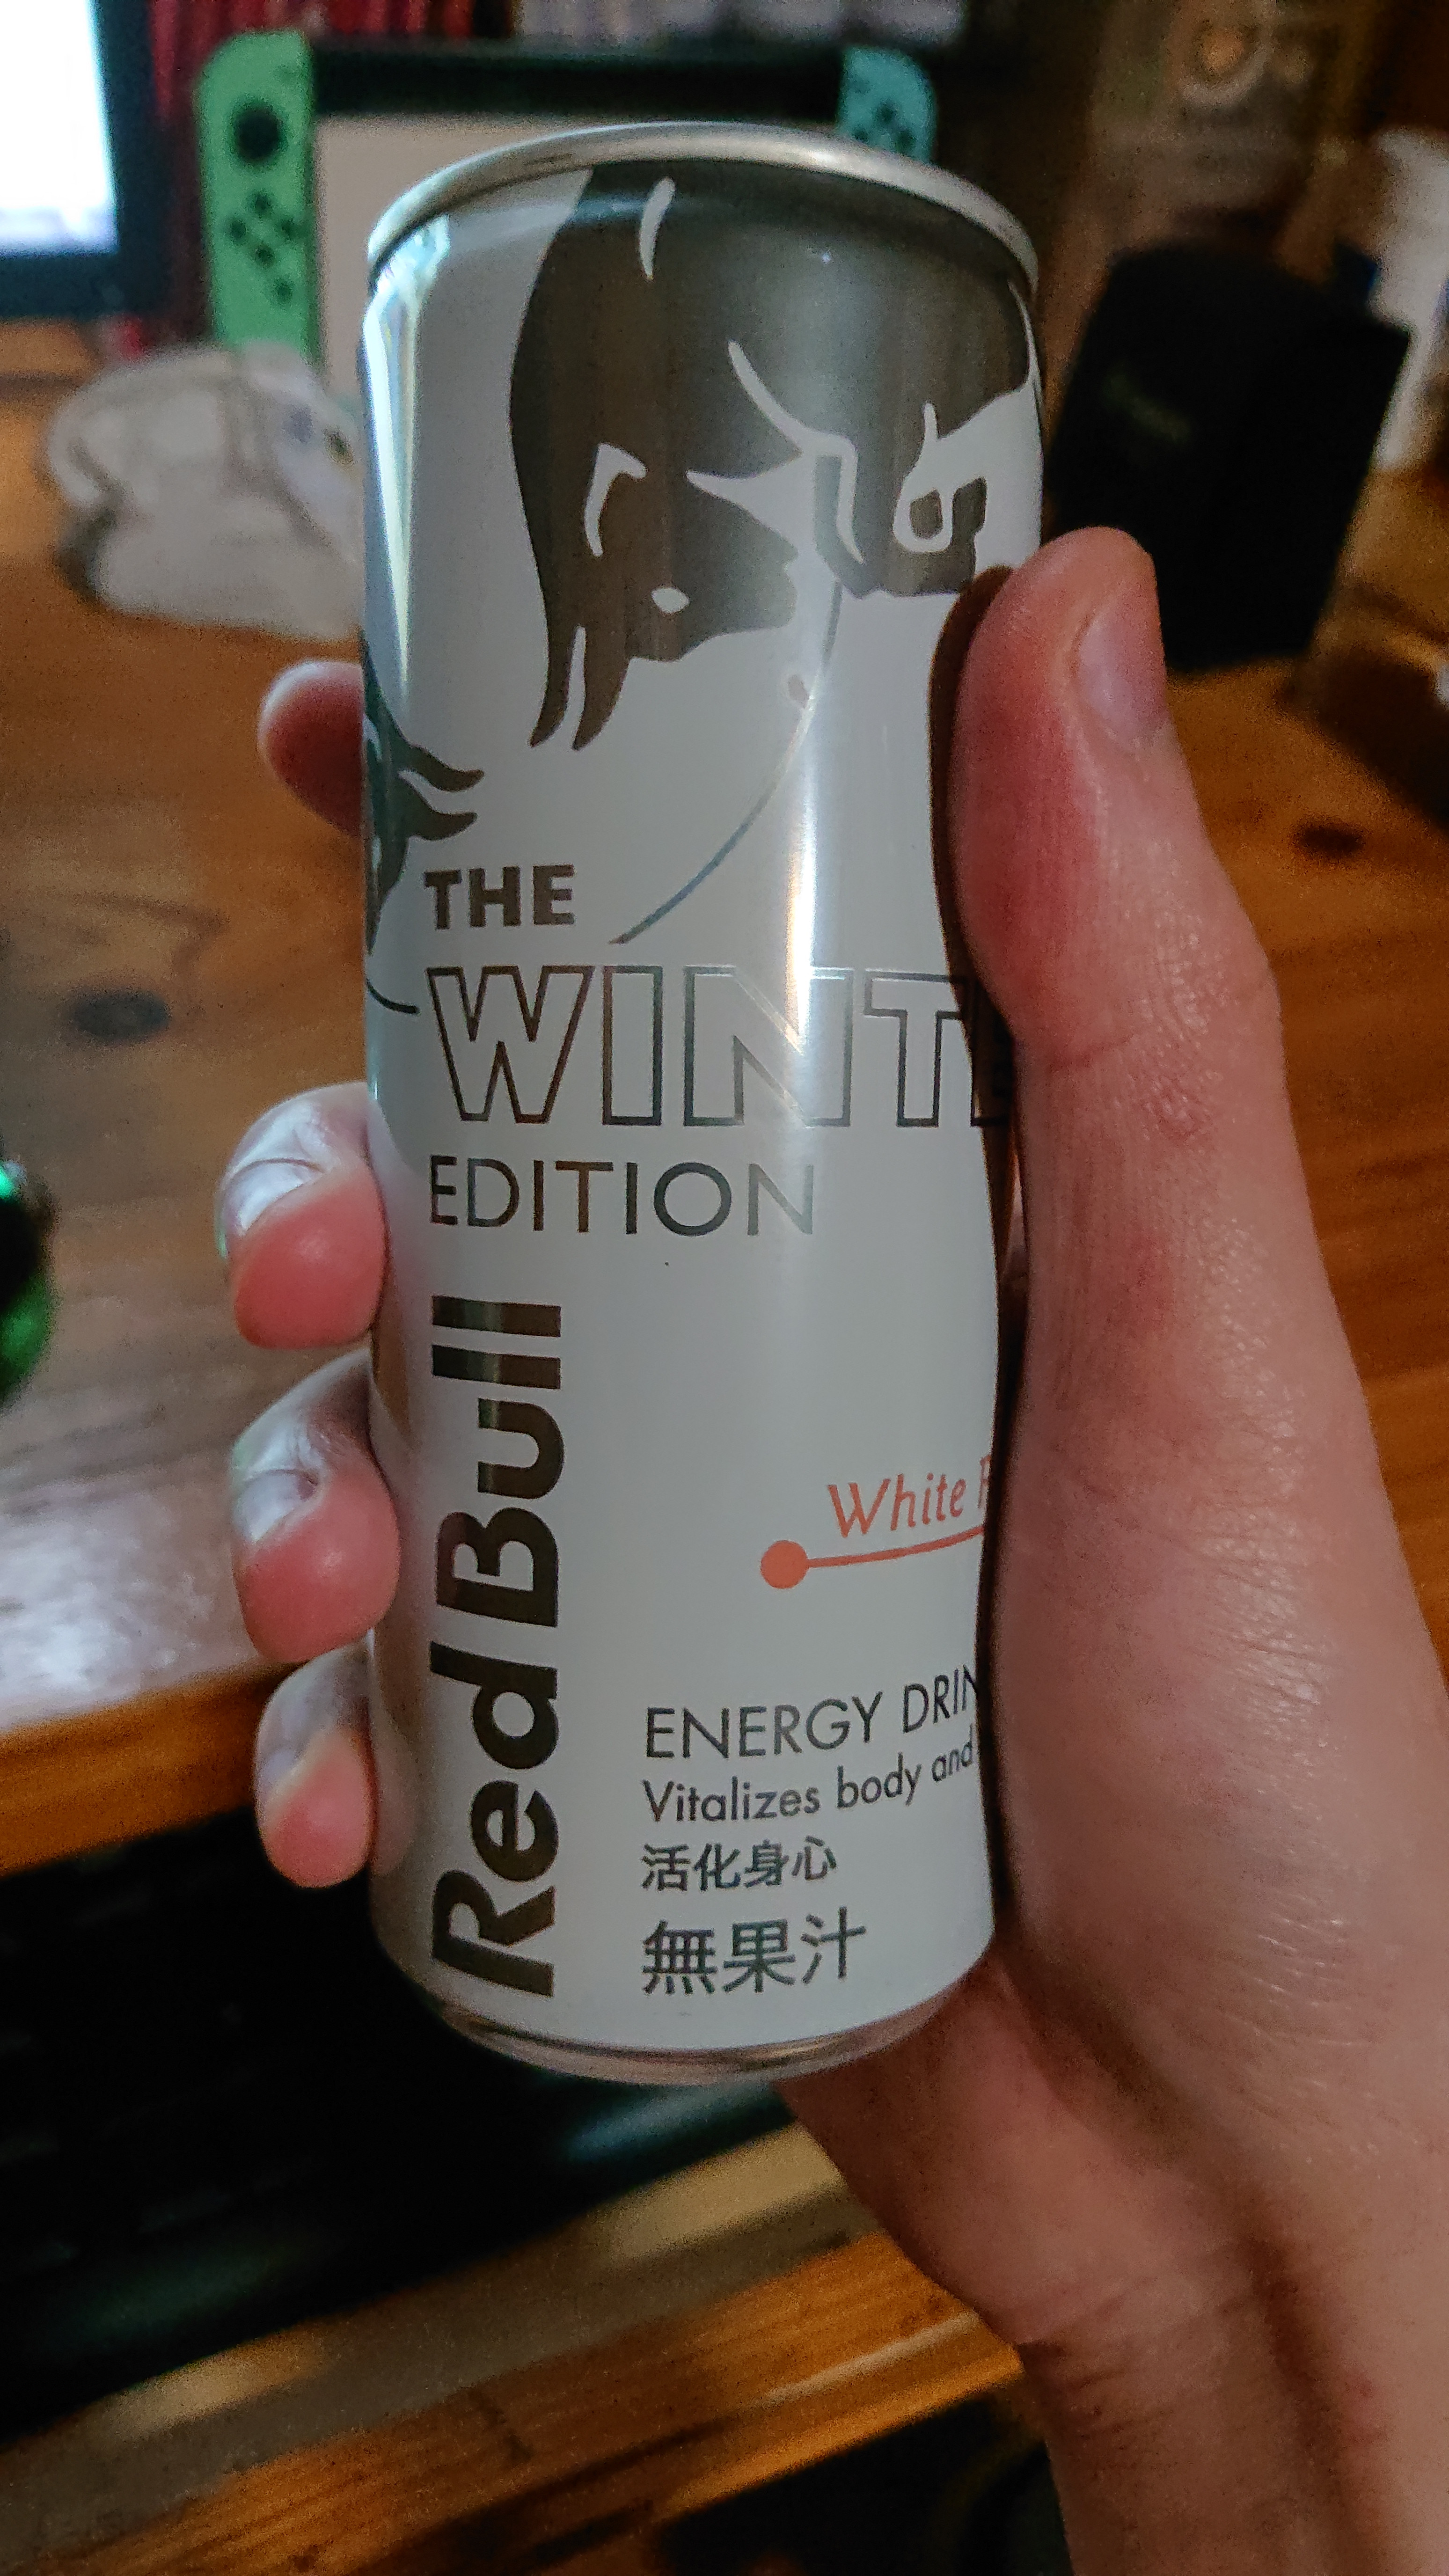 THE
WINT
EDITION
Red Bull
White
ENERGY DRIN
Vitalizes body and
活化身心
無果汁